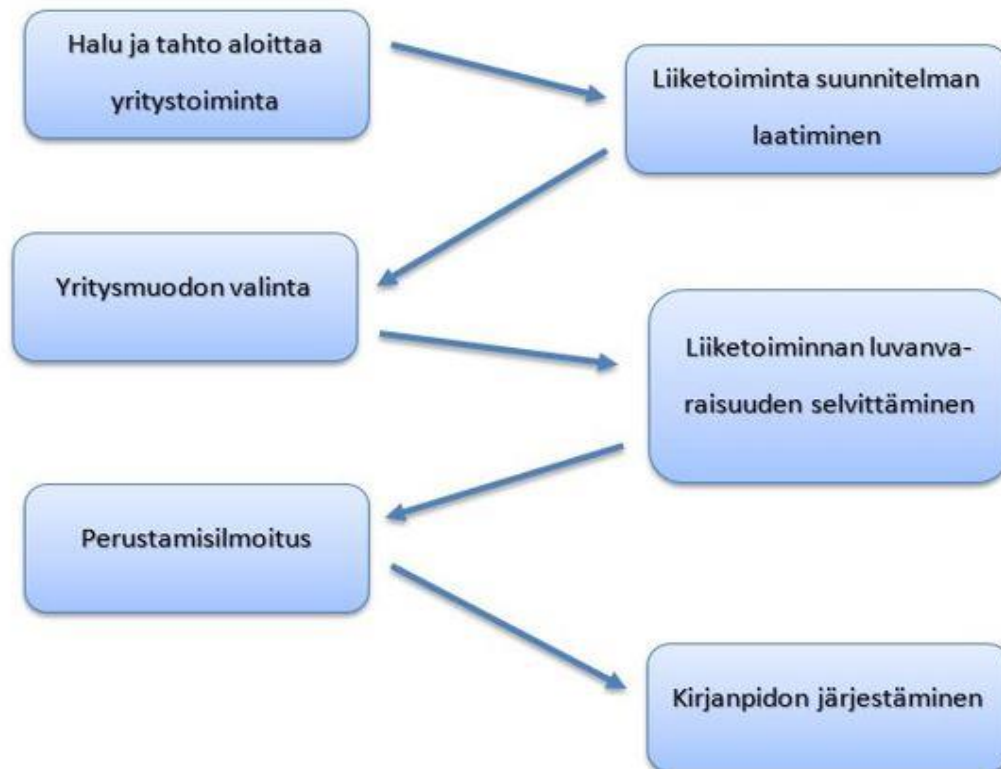 Halu ja tahto aloittaa
yritystoiminta
Liiketoiminta suunnitelman
laatiminen
Yritysmuodon valinta
Liiketoiminnan luvanva-
raisuuden selvittäminen
Perustamisilmoitus
Kirjanpidon järjestäminen